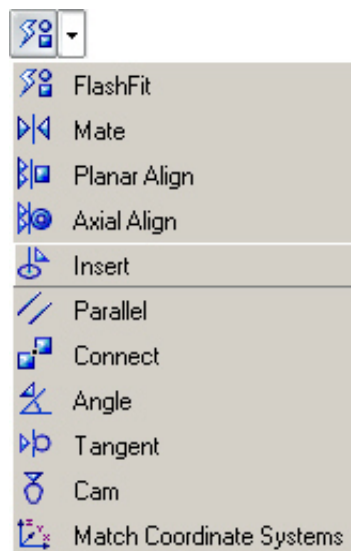 FlashFit
Mate
Planar Align
Axial Align
Insert
Parallel
Connect
Angle
Tangent
Cam
Match Coordinate Systems